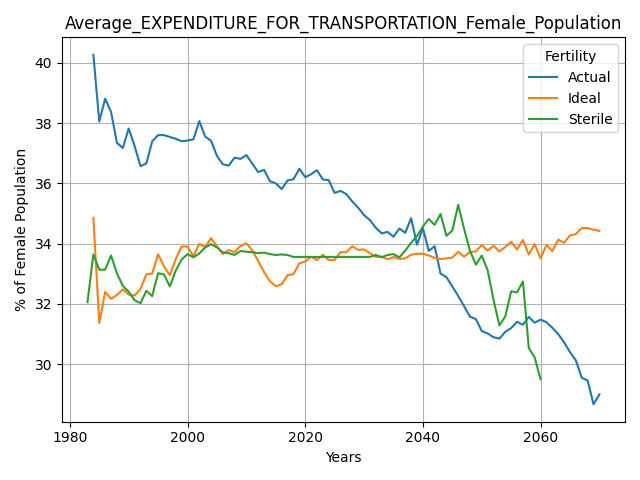 Average_EXPENDITURE_FOR_TRANSPORTATION_Female_Population
Fertility
Actual
Ideal
Sterile
% of Female Population
40
38
36
34
32
30
1980
2000
2020
2040
2060
Years